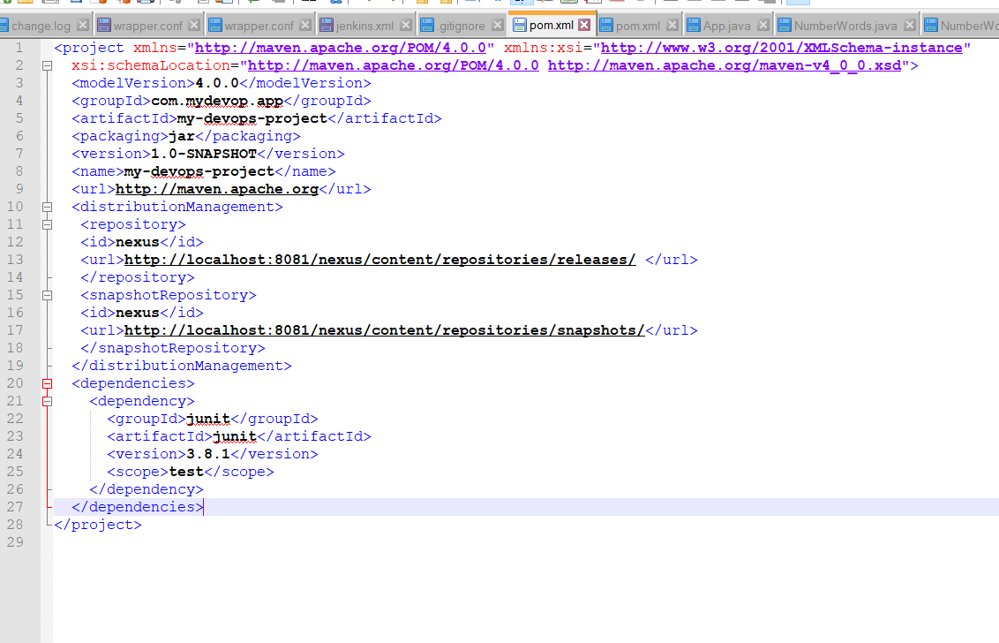 change.log wrapper.conf wrapper.conf jenkins.xml .gitignore pom.xml pom.xml App.java NumberWords.java NumberWo
1 <project xmlns="http://maven.apache.org/POM/4.0.0" xmlns:xsi="http://www.w3.org/2001/XMLSchema-instance"
2 xsi:schemaLocation="http://maven.apache.org/POM/4.0.0 http://maven.apache.org/maven-v4_0_0.xsd">
3 <modelVersion>4.0.0</modelVersion>
4 <groupId>com.mydevop.app</groupId>
5 <artifactId>my-devops-project</artifactId>
6 <packaging>jar</packaging>
7 <version>1.0-SNAPSHOT</version>
8 <name>my-devops-project</name>
9 <url>http://maven.apache.org</url>
10 <distributionManagement>
11 <repository>
12 <id>nexus</id>
13 <url>http://localhost:8081/nexus/content/repositories/releases/ </url>
14 </repository>
15 <snapshotRepository>
16 <id>nexus</id>
17 <url>http://localhost:8081/nexus/content/repositories/snapshots/</url>
18 </snapshotRepository>
19 </distributionManagement>
20 <dependencies>
21 <dependency>
22 <groupId>junit</groupId>
23 <artifactId>junit</artifactId>
24 <version>3.8.1</version>
25 <scope>test</scope>
26 </dependency>
27 </dependencies>
28 </project>
29